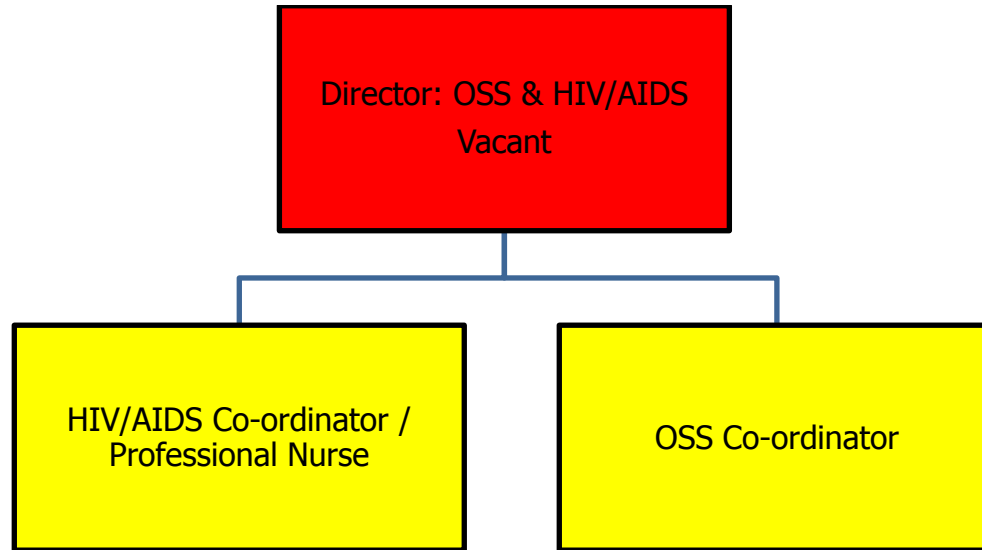 Director: OSS & HIV/AIDS
Vacant
HIV/AIDS Co-ordinator /
Professional Nurse
OSS Co-ordinator